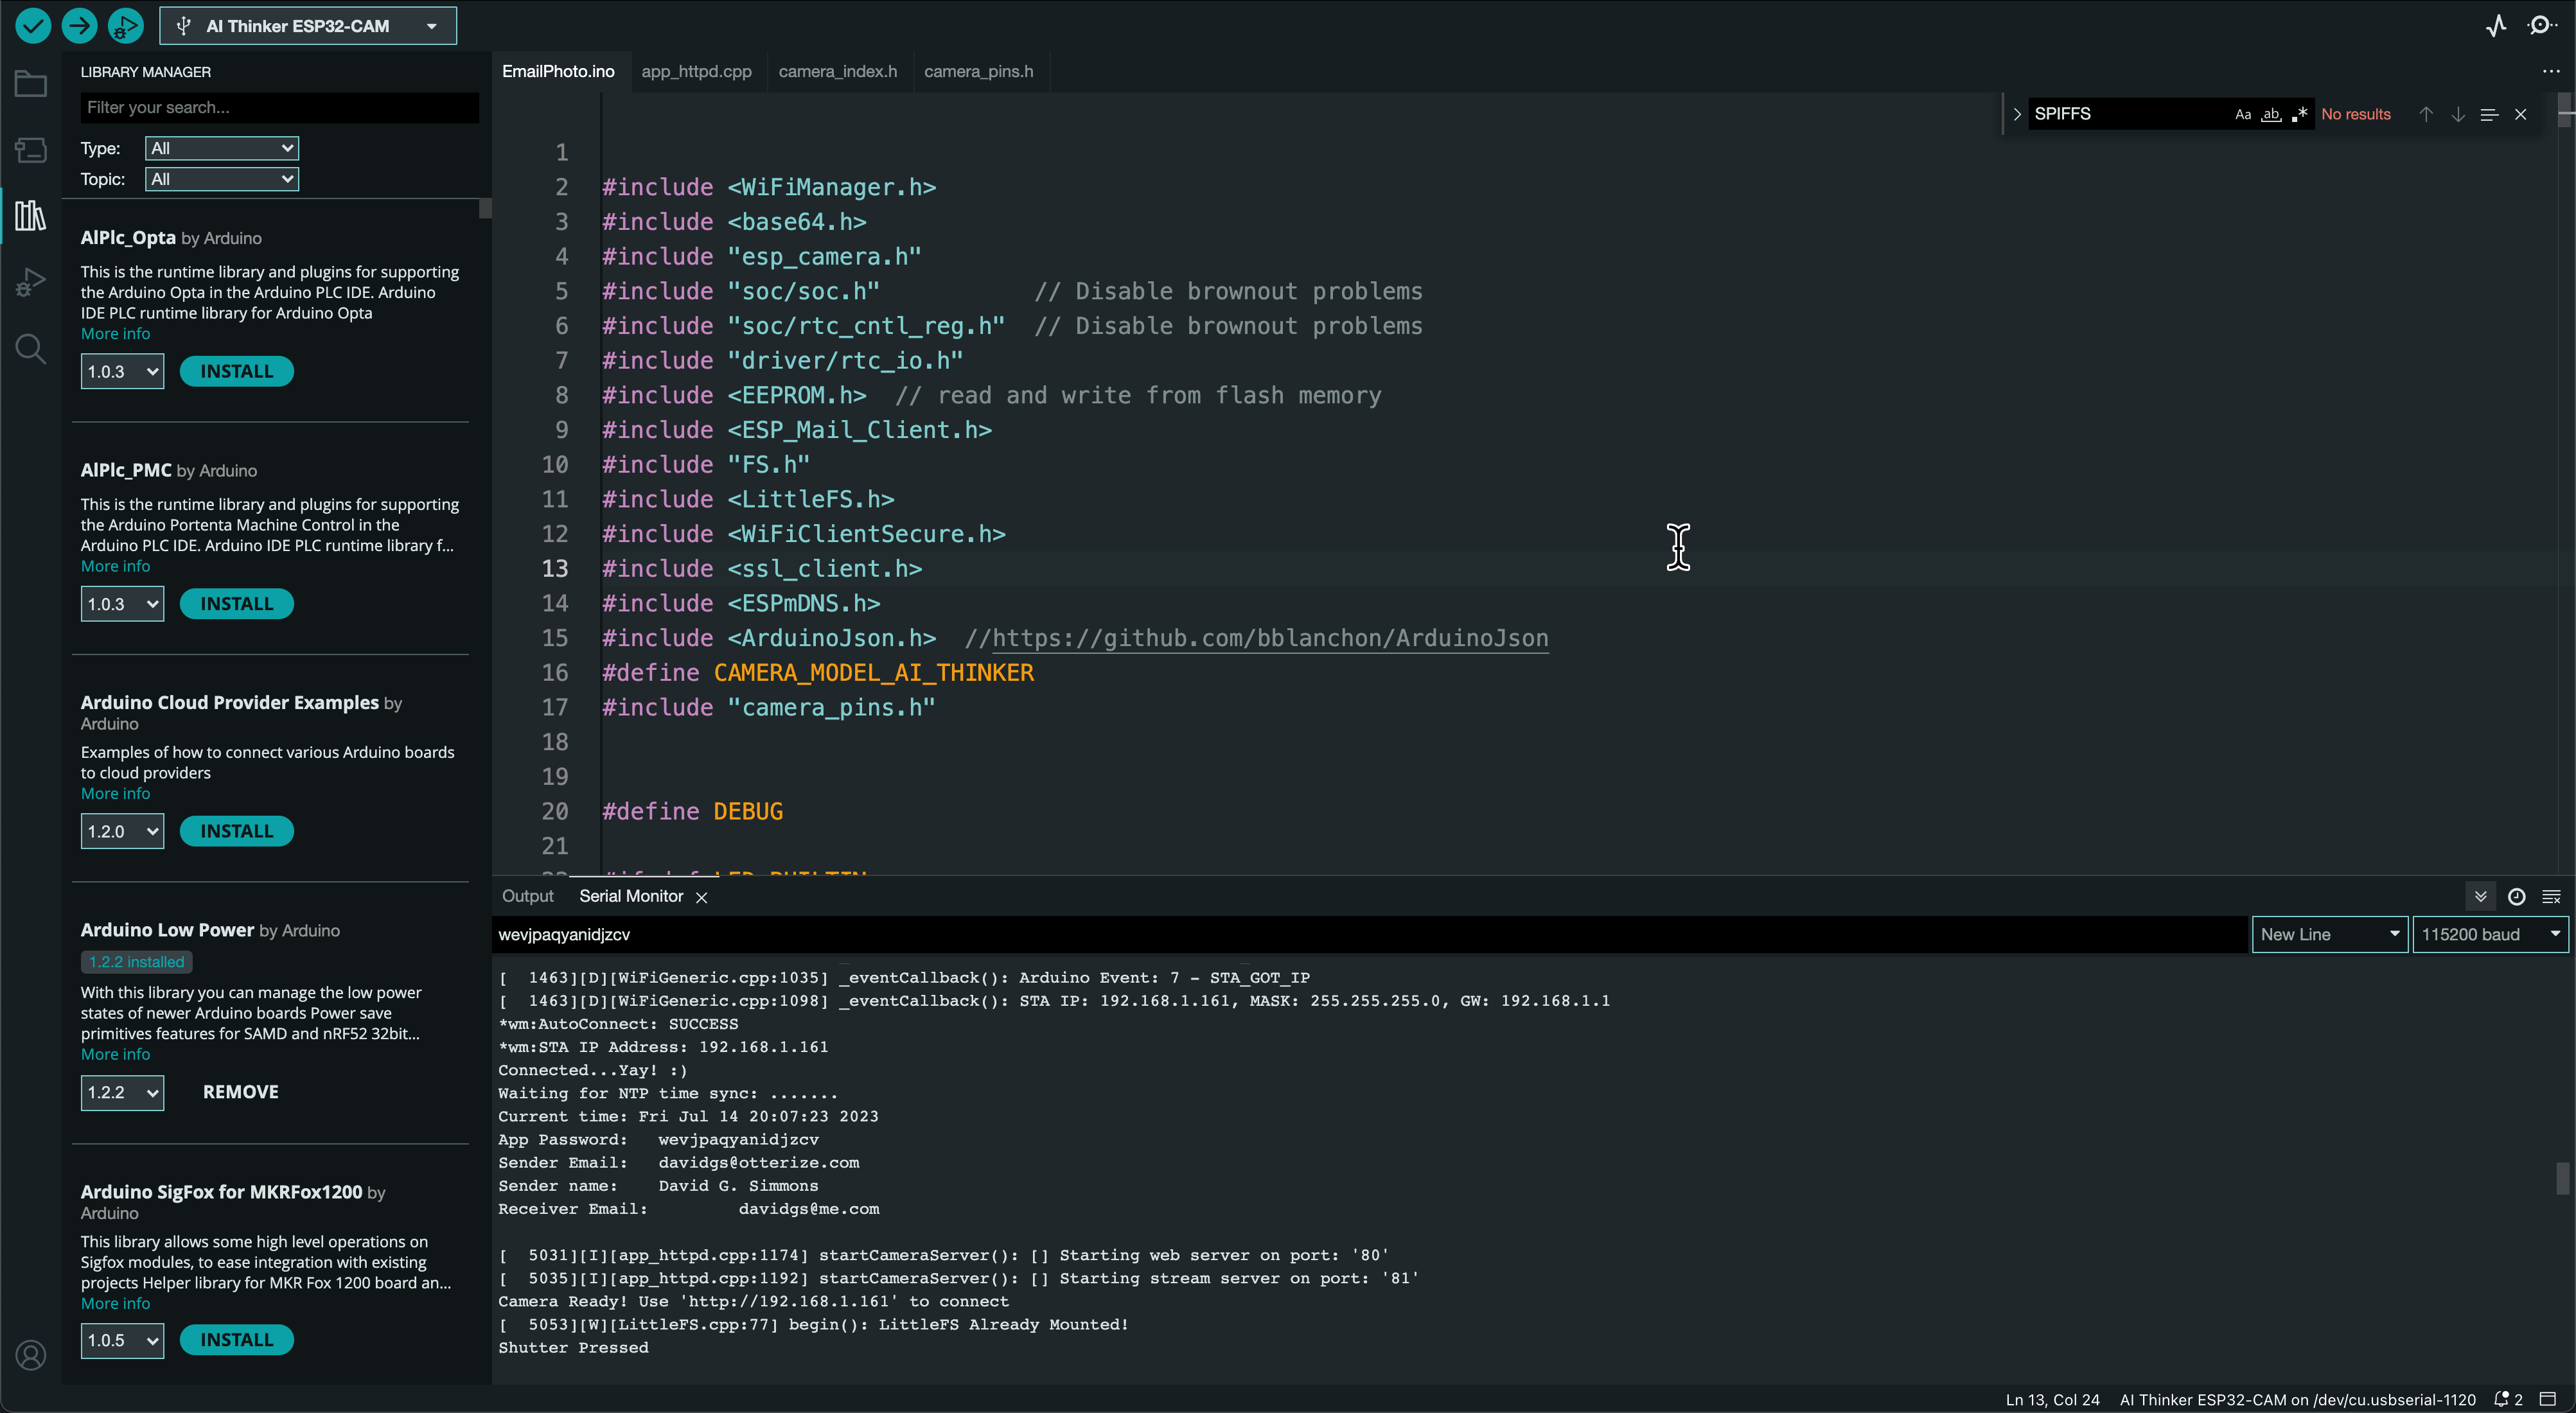 AI Thinker ESP32-CAM
LIBRARY MANAGER
Filter your search...
Type: All
Topic: All
AlPlc_Opta by Arduino
This is the runtime library and plugins for supporting
the Arduino Opta in the Arduino PLC IDE. Arduino
IDE PLC runtime library for Arduino Opta
More info
1.0.3 INSTALL
AlPlc_PMC by Arduino
This is the runtime library and plugins for supporting
the Arduino Portenta Machine Control in the
Arduino PLC IDE. Arduino IDE PLC runtime library f...
More info
1.0.3 INSTALL
Arduino Cloud Provider Examples by
Arduino
Examples of how to connect various Arduino boards
to cloud providers
More info
1.2.0 INSTALL
Arduino Low Power by Arduino
1.2.2 installed
With this library you can manage the low power
states of newer Arduino boards Power save
primitives features for SAMD and nRF52 32bit...
More info
1.2.2 REMOVE
Arduino SigFox for MKRFox1200 by
Arduino
This library allows some high level operations on
Sigfox modules, to ease integration with existing
projects Helper library for MKR Fox 1200 board an...
More info
1.0.5 INSTALL
EmailPhoto.ino app_httpd.cpp camera_index.h camera_pins.h
SPIFFS Aa ab No results
1
2 #include <WiFiManager.h>
3 #include <base64.h>
4 #include "esp_camera.h"
5 #include "soc/soc.h" // Disable brownout problems
6 #include "soc/rtc_cntl_reg.h" // Disable brownout problems
7 #include "driver/rtc_io.h"
8 #include <EEPROM.h> // read and write from flash memory
9 #include <ESP_Mail_Client.h>
10 #include "FS.h"
11 #include <LittleFS.h>
12 #include <WiFiClientSecure.h>
13 #include <ssl_client.h>
14 #include <ESPmDNS.h>
15 #include <ArduinoJson.h> //https://github.com/bblanchon/ArduinoJson
16 #define CAMERA_MODEL_AI_THINKER
17 #include "camera_pins.h"
18
19
20 #define DEBUG
21
Output Serial Monitor
wevjpaqyanidjzcv
New Line 115200 baud
[ 1463][D][WiFiGeneric.cpp:1035] _eventCallback(): Arduino Event: 7 - STA_GOT_IP
[ 1463][D][WiFiGeneric.cpp:1098] _eventCallback(): STA IP: 192.168.1.161, MASK: 255.255.255.0, GW: 192.168.1.1
*wm:AutoConnect: SUCCESS
*wm:STA IP Address: 192.168.1.161
Connected...Yay! :)
Waiting for NTP time sync: .......
Current time: Fri Jul 14 20:07:23 2023
App Password: wevjpaqyanidjzcv
Sender Email: davidgs@otterize.com
Sender name: David G. Simmons
Receiver Email: davidgs@me.com
[ 5031][I][app_httpd.cpp:1174] startCameraServer(): [] Starting web server on port: '80'
[ 5035][I][app_httpd.cpp:1192] startCameraServer(): [] Starting stream server on port: '81'
Camera Ready! Use 'http://192.168.1.161' to connect
[ 5053][W][LittleFS.cpp:77] begin(): LittleFS Already Mounted!
Shutter Pressed
Ln 13, Col 24 AI Thinker ESP32-CAM on /dev/cu.usbserial-1120 2